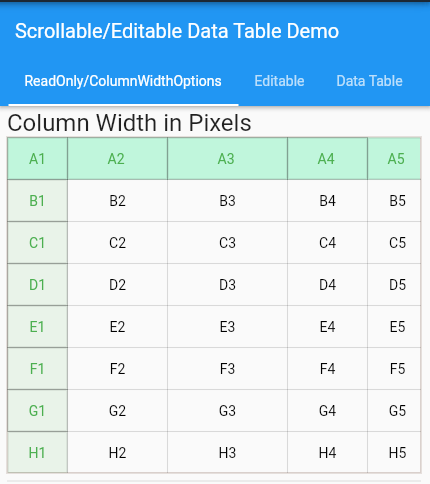 Scrollable/Editable Data Table Demo
ReadOnly/ColumnWidthOptions Editable Data Table
Column Width in Pixels
A1 A2 A3 A4 A5
B1 B2 B3 B4 B5
C1 C2 C3 C4 C5
D1 D2 D3 D4 D5
E1 E2 E3 E4 E5
F1 F2 F3 F4 F5
G1 G2 G3 G4 G5
H1 H2 H3 H4 H5